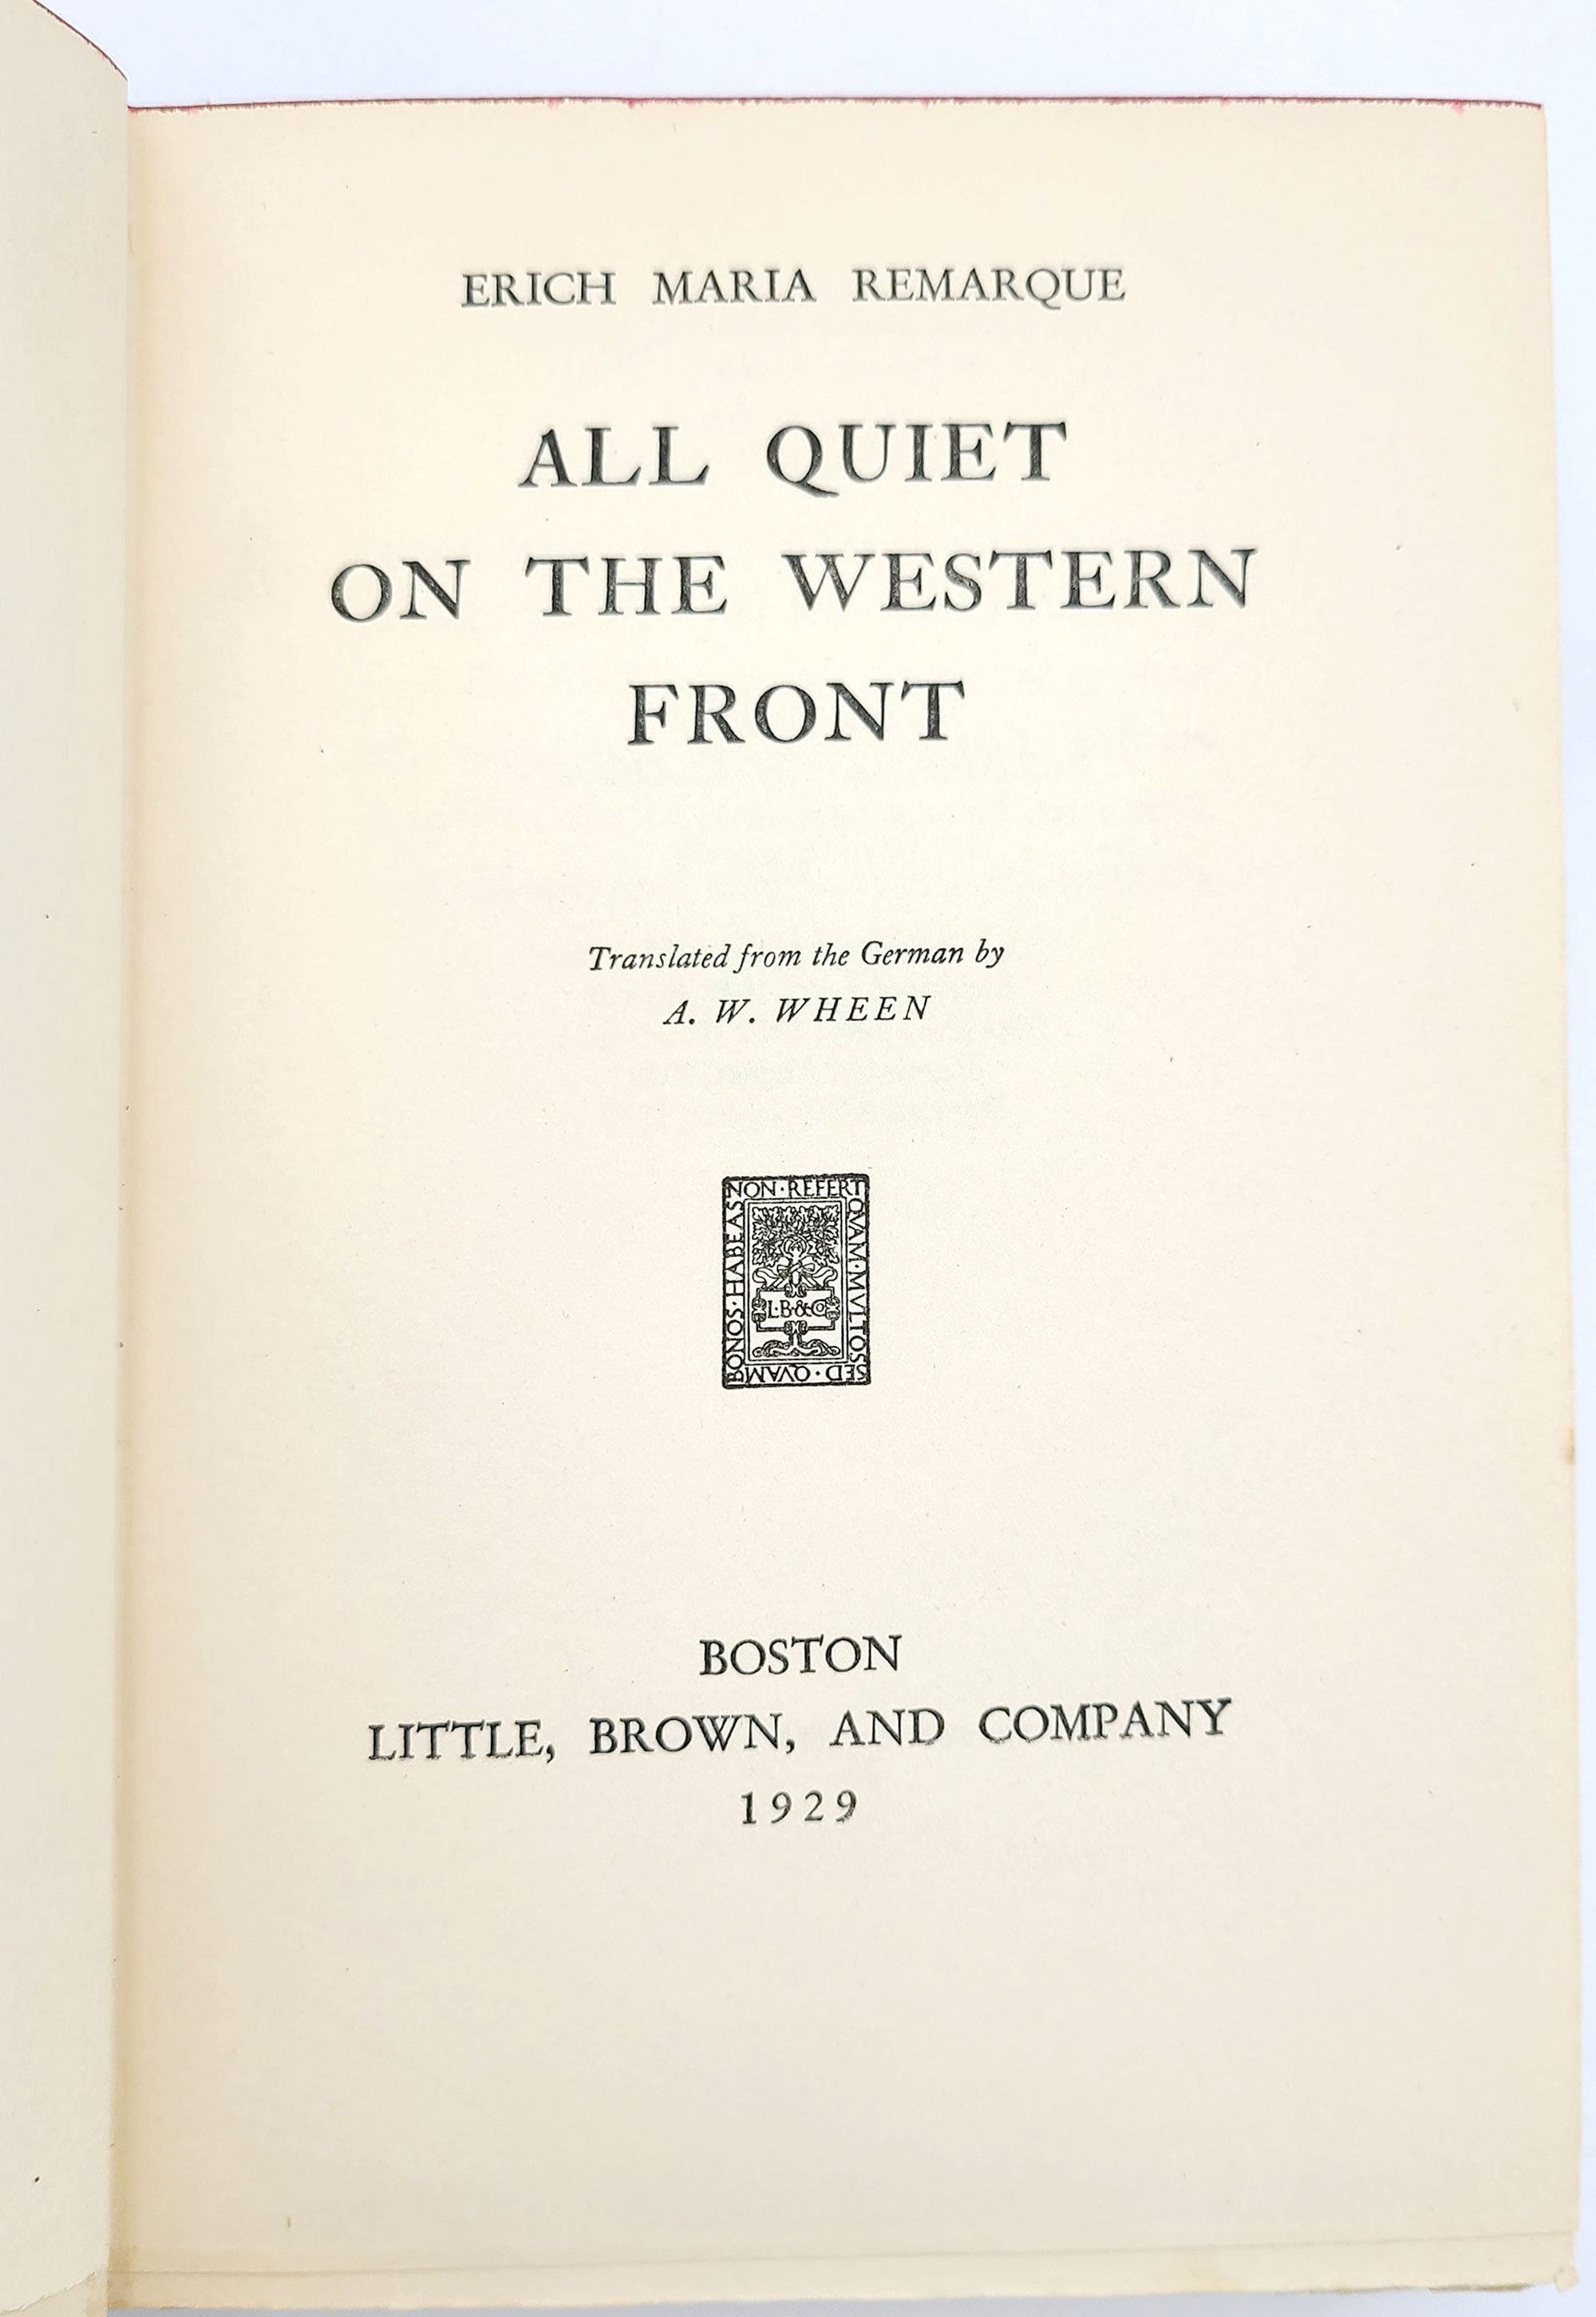 ERICH MARIA REMARQUE
ALL QUIET
ON THE WESTERN
FRONT
Translated from the German by
A. W. WHEEN
NON·REFERT
QVAM·MVLTOS
SED·QVAM
BONOS·HABEAS
L·B·&·Co
BOSTON
LITTLE, BROWN, AND COMPANY
1929